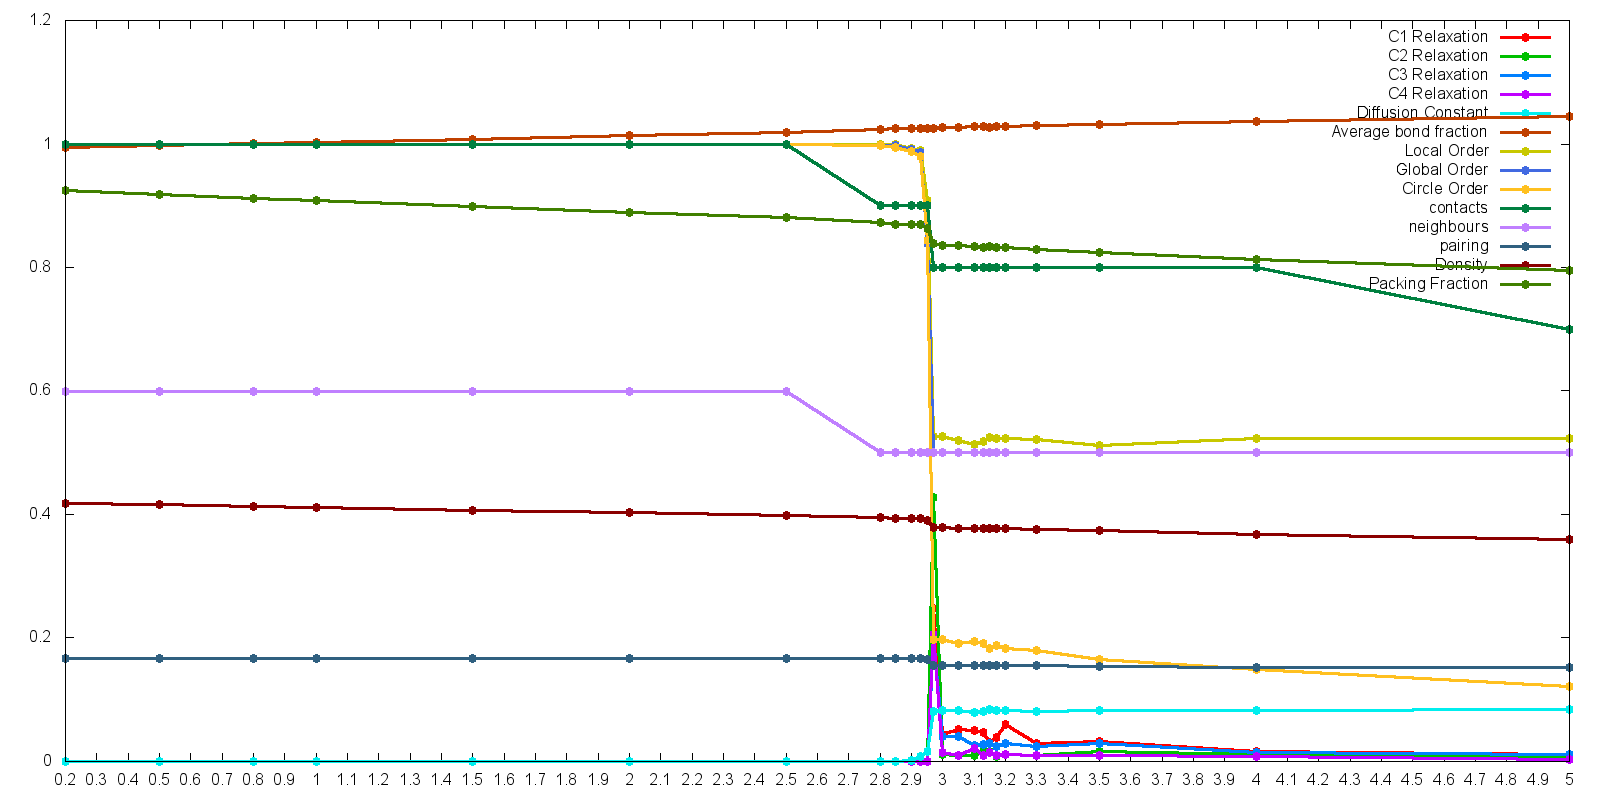 1.2
1
0.8
0.6
0.4
0.2
0
C1 Relaxation
C2 Relaxation
C3 Relaxation
C4 Relaxation
Diffusion Constant
Average bond fraction
Local Order
Global Order
Circle Order
contacts
neighbours
pairing
Density
Packing Fraction
0.2 0.3 0.4 0.5 0.6 0.7 0.8 0.9 1 1.1 1.2 1.3 1.4 1.5 1.6 1.7 1.8 1.9 2 2.1 2.2 2.3 2.4 2.5 2.6 2.7 2.8 2.9 3 3.1 3.2 3.3 3.4 3.5 3.6 3.7 3.8 3.9 4 4.1 4.2 4.3 4.4 4.5 4.6 4.7 4.8 4.9 5